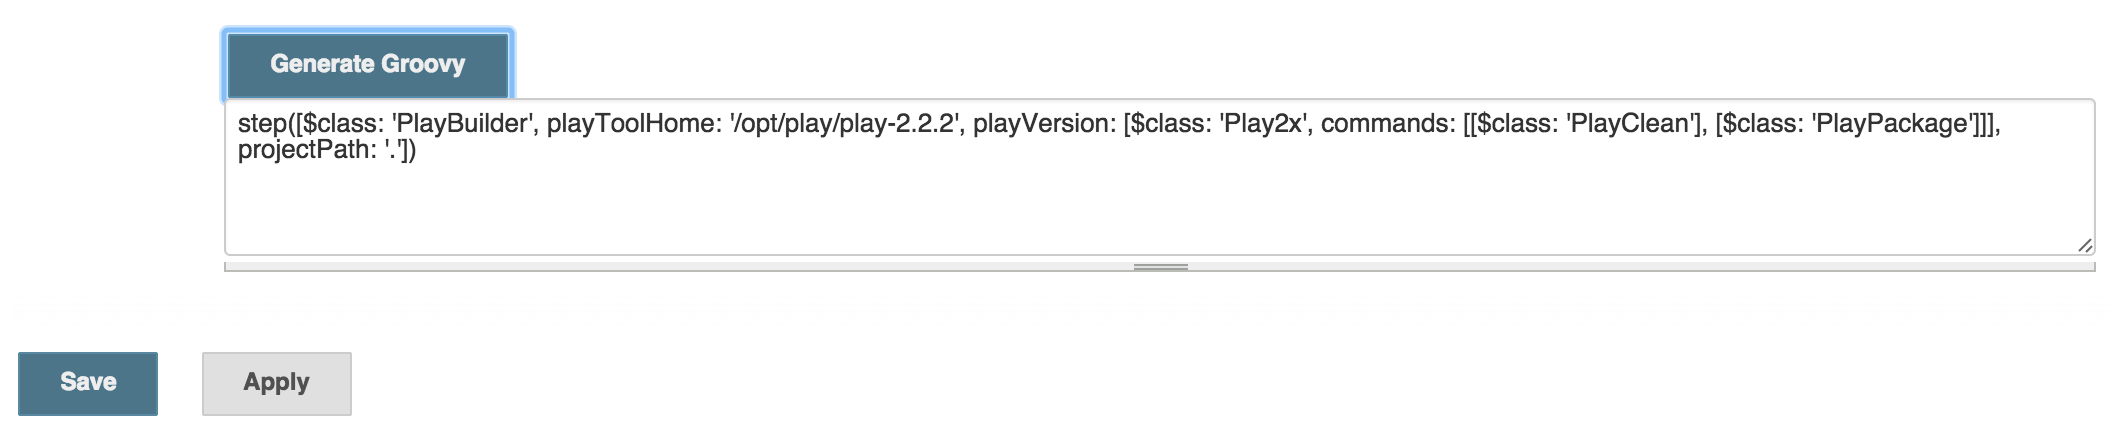 Generate Groovy
step([$class: 'PlayBuilder', playToolHome: '/opt/play/play-2.2.2', playVersion: [$class: 'Play2x', commands: [[$class: 'PlayClean'], [$class: 'PlayPackage']]],
projectPath: '.'])
Save
Apply